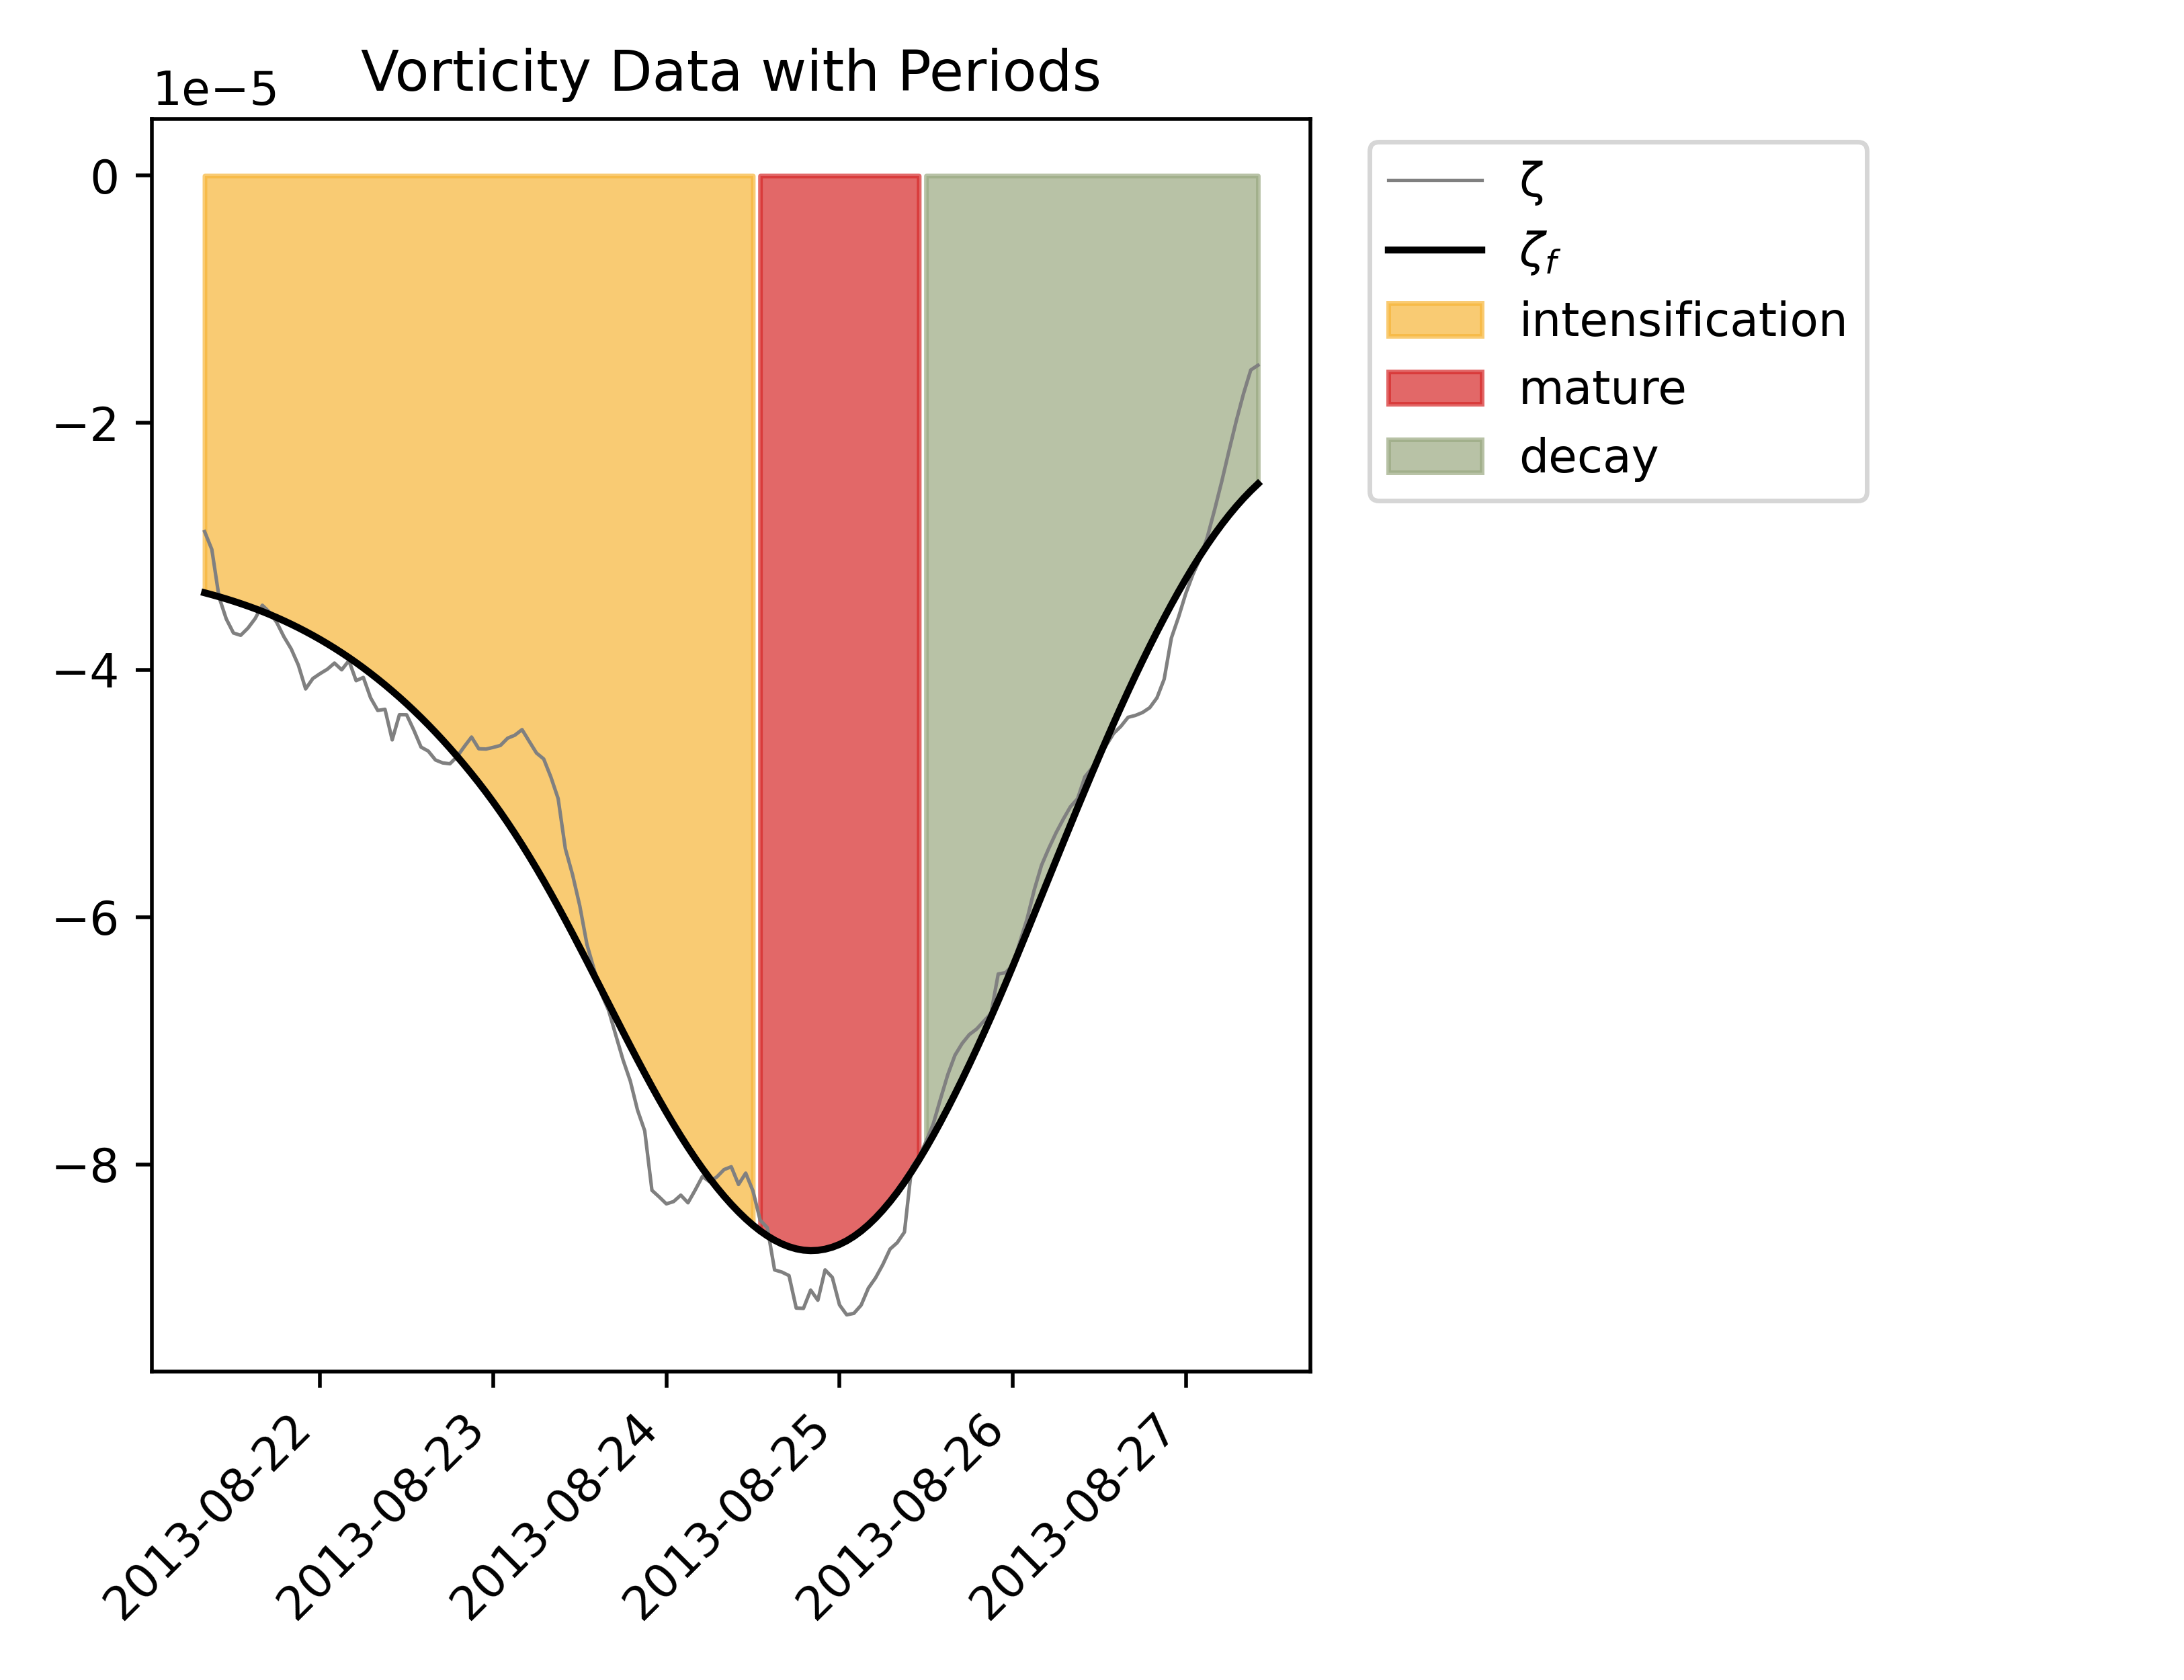 Vorticity Data with Periods
1e−5
0
−2
−4
−6
−8
2013-08-22
2013-08-23
2013-08-24
2013-08-25
2013-08-26
2013-08-27
ζ
ζf
intensification
mature
decay